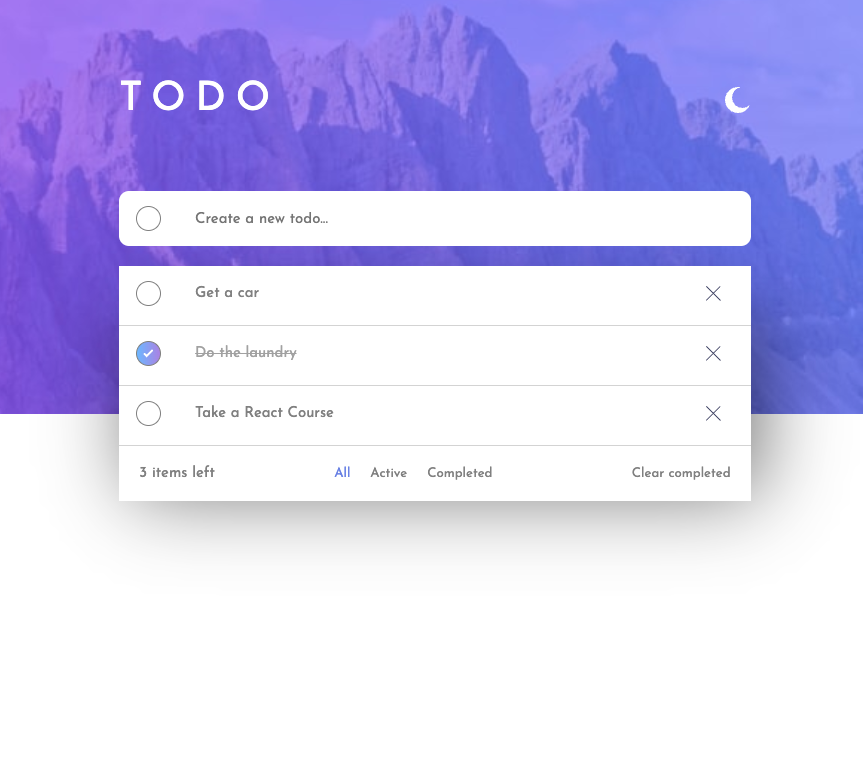 TODO
Create a new todo...
Get a car
Do the laundry
Take a React Course
3 items left All Active Completed Clear completed